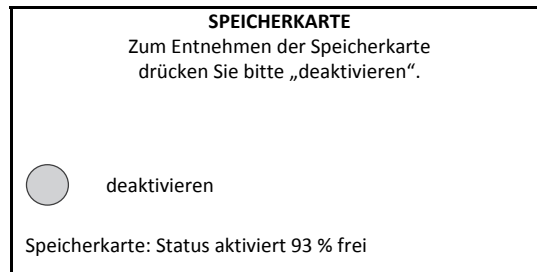 SPEICHERKARTE
Zum Entnehmen der Speicherkarte
drücken Sie bitte „deaktivieren“.
deaktivieren
Speicherkarte: Status aktiviert 93 % frei